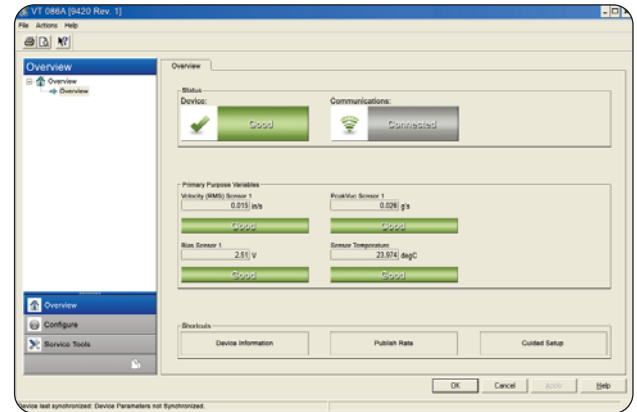 VT 086A [9420 Rev. 1]
File Actions Help
Overview
Overview
Overview
Overview
Status
Device:
Good
Communications:
Connected
Primary Purpose Variables
Velocity (RMS) Sensor 1
0.015 in/s
Good
PeakVue Sensor 1
0.026 g's
Good
Bias Sensor 1
2.51 V
Good
Sensor Temperature
23.974 degC
Good
Overview
Configure
Service Tools
Shortcuts
Device Information
Publish Rate
Guided Setup
OK
Cancel
Apply
Help
Device last synchronized: Device Parameters not Synchronized.